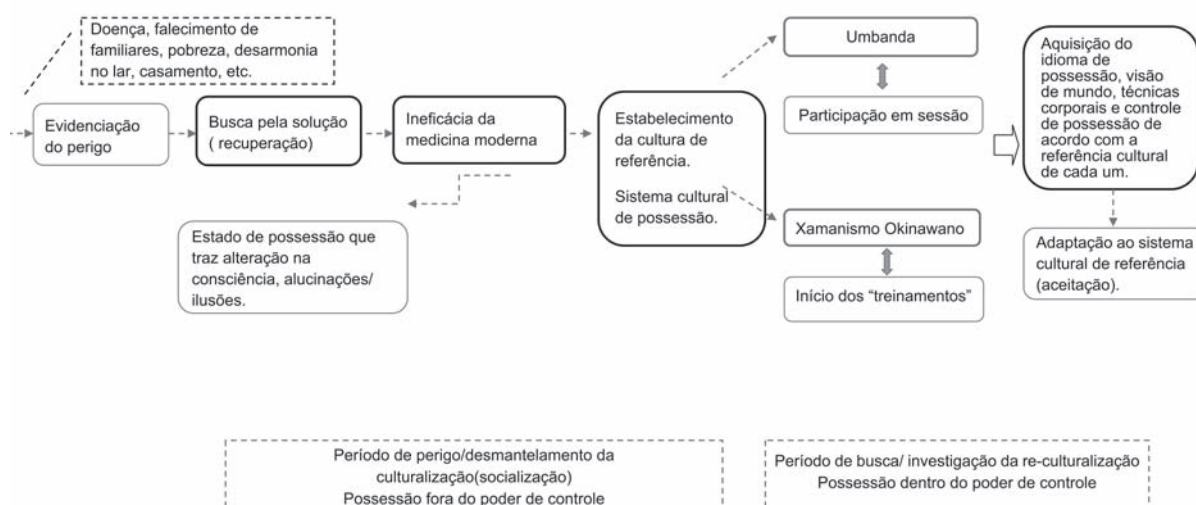 Doença, falecimento de
familiares, pobreza, desarmonia
no lar, casamento, etc.
Evidenciação
do perigo
Busca pela solução
( recuperação)
Ineficácia da
medicina moderna
Estado de possessão que
traz alteração na
consciência, alucinações/
ilusões.
Estabelecimento
da cultura de
referência.
Sistema cultural
de possessão.
Umbanda
Participação em sessão
Xamanismo Okinawano
Início dos “treinamentos”
Aquisição do
idioma de
possessão, visão
de mundo, técnicas
corporais e controle
de possessão de
acordo com a
referência cultural
de cada um.
Adaptação ao sistema
cultural de referência
(aceitação).
Período de perigo/desmantelamento da
culturalização(socialização)
Possessão fora do poder de controle
Período de busca/ investigação da re-culturalização
Possessão dentro do poder de controle